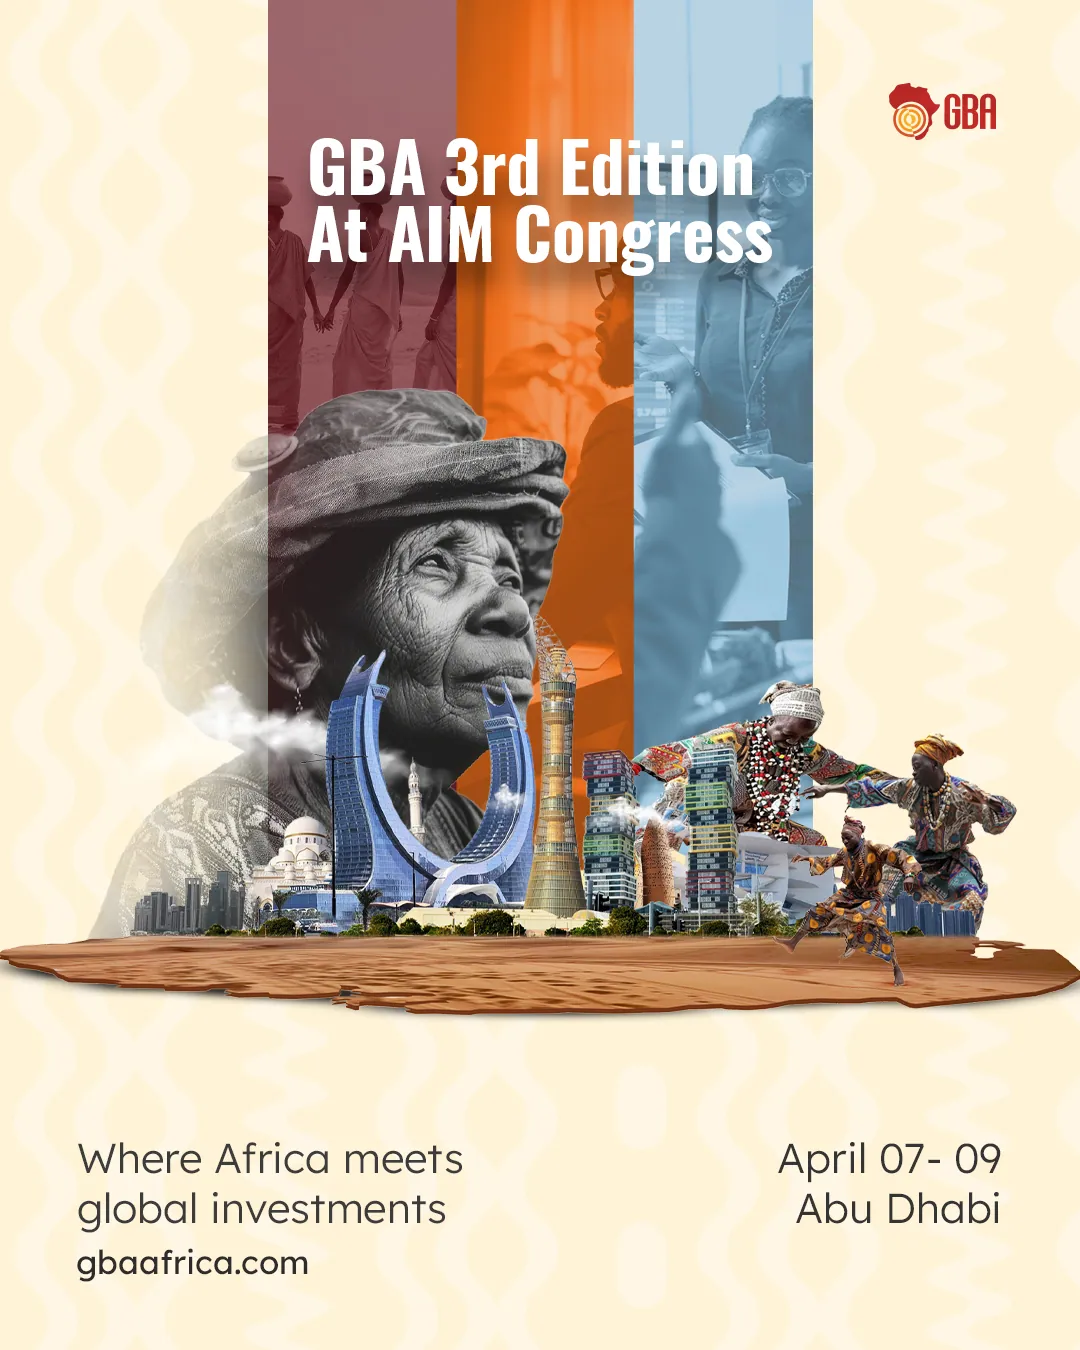 GBA
GBA 3rd Edition
At AIM Congress
Where Africa meets
global investments
gbaafrica.com
April 07- 09
Abu Dhabi